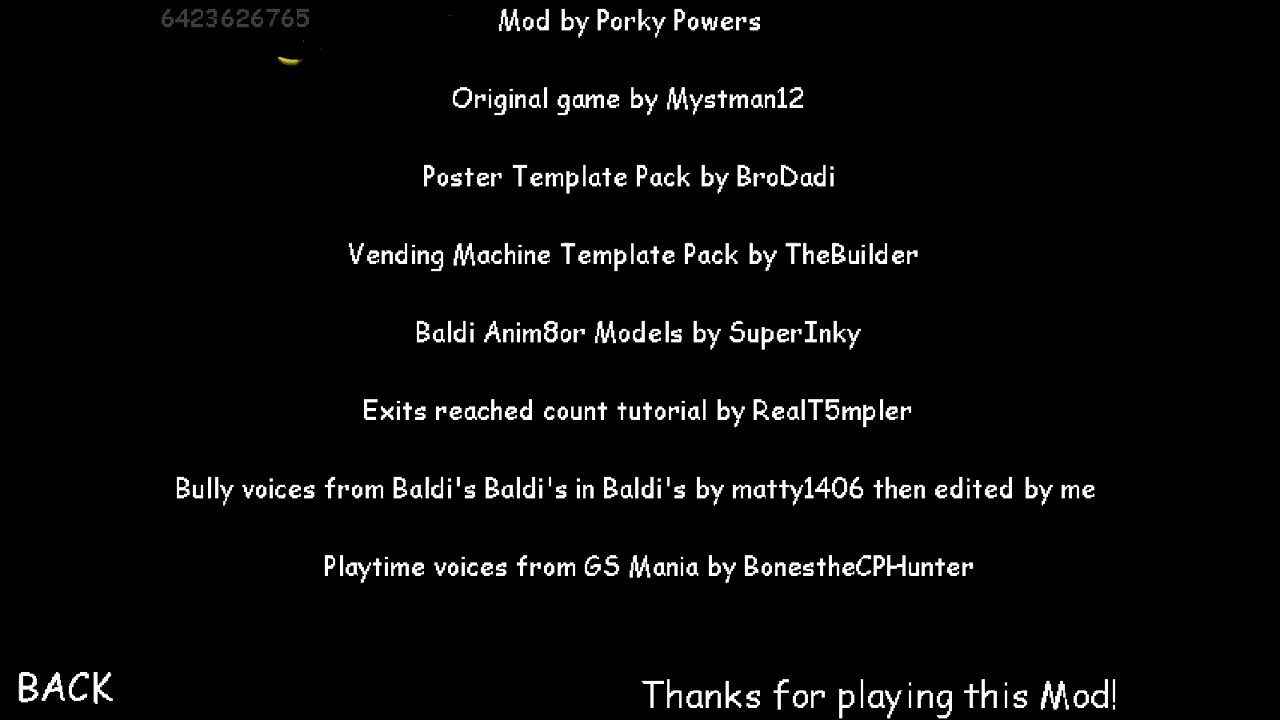 6423626765
Mod by Porky Powers
Original game by Mystman12
Poster Template Pack by BroDadi
Vending Machine Template Pack by TheBuilder
Baldi Anim8or Models by SuperInky
Exits reached count tutorial by RealT5mpler
Bully voices from Baldi's Baldi's in Baldi's by matty1406 then edited by me
Playtime voices from GS Mania by BonestheCPHunter
BACK
Thanks for playing this Mod!